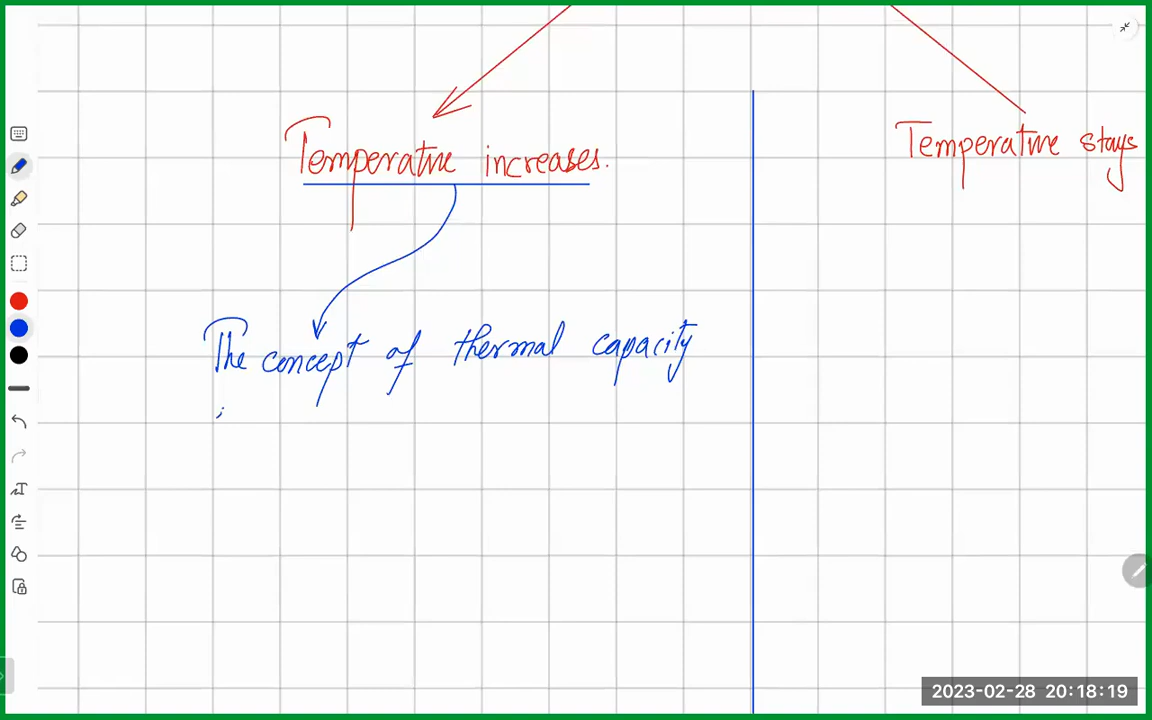 Temperature increases.
Temperature stays
The concept of thermal capacity
2023-02-28 20:18:19